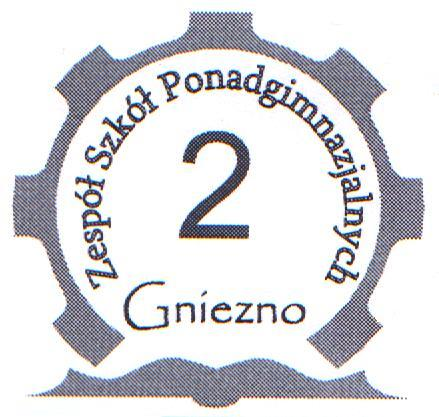 Zespół Szkół Ponadgimnazjalnych
2
Gniezno